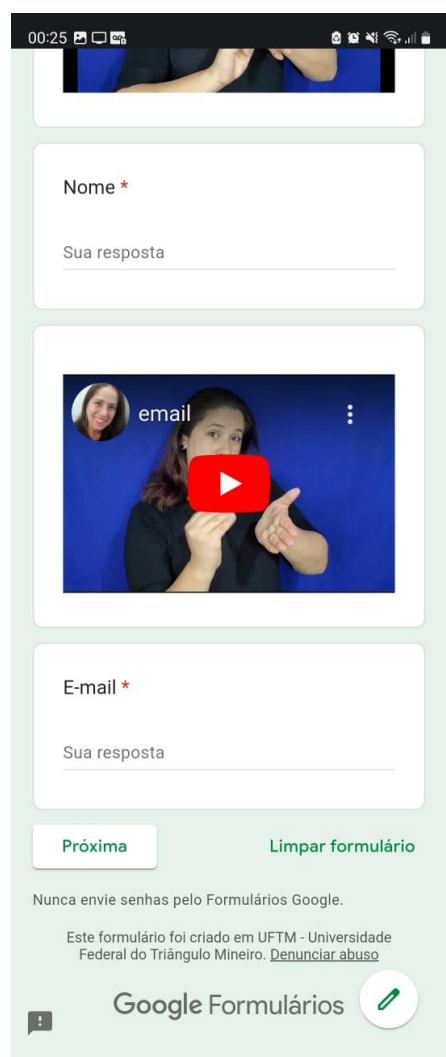 00:25
Nome *
Sua resposta
email
E-mail *
Sua resposta
Próxima
Limpar formulário
Nunca envie senhas pelo Formulários Google.
Este formulário foi criado em UFTM - Universidade
Federal do Triângulo Mineiro. Denunciar abuso
Google Formulários